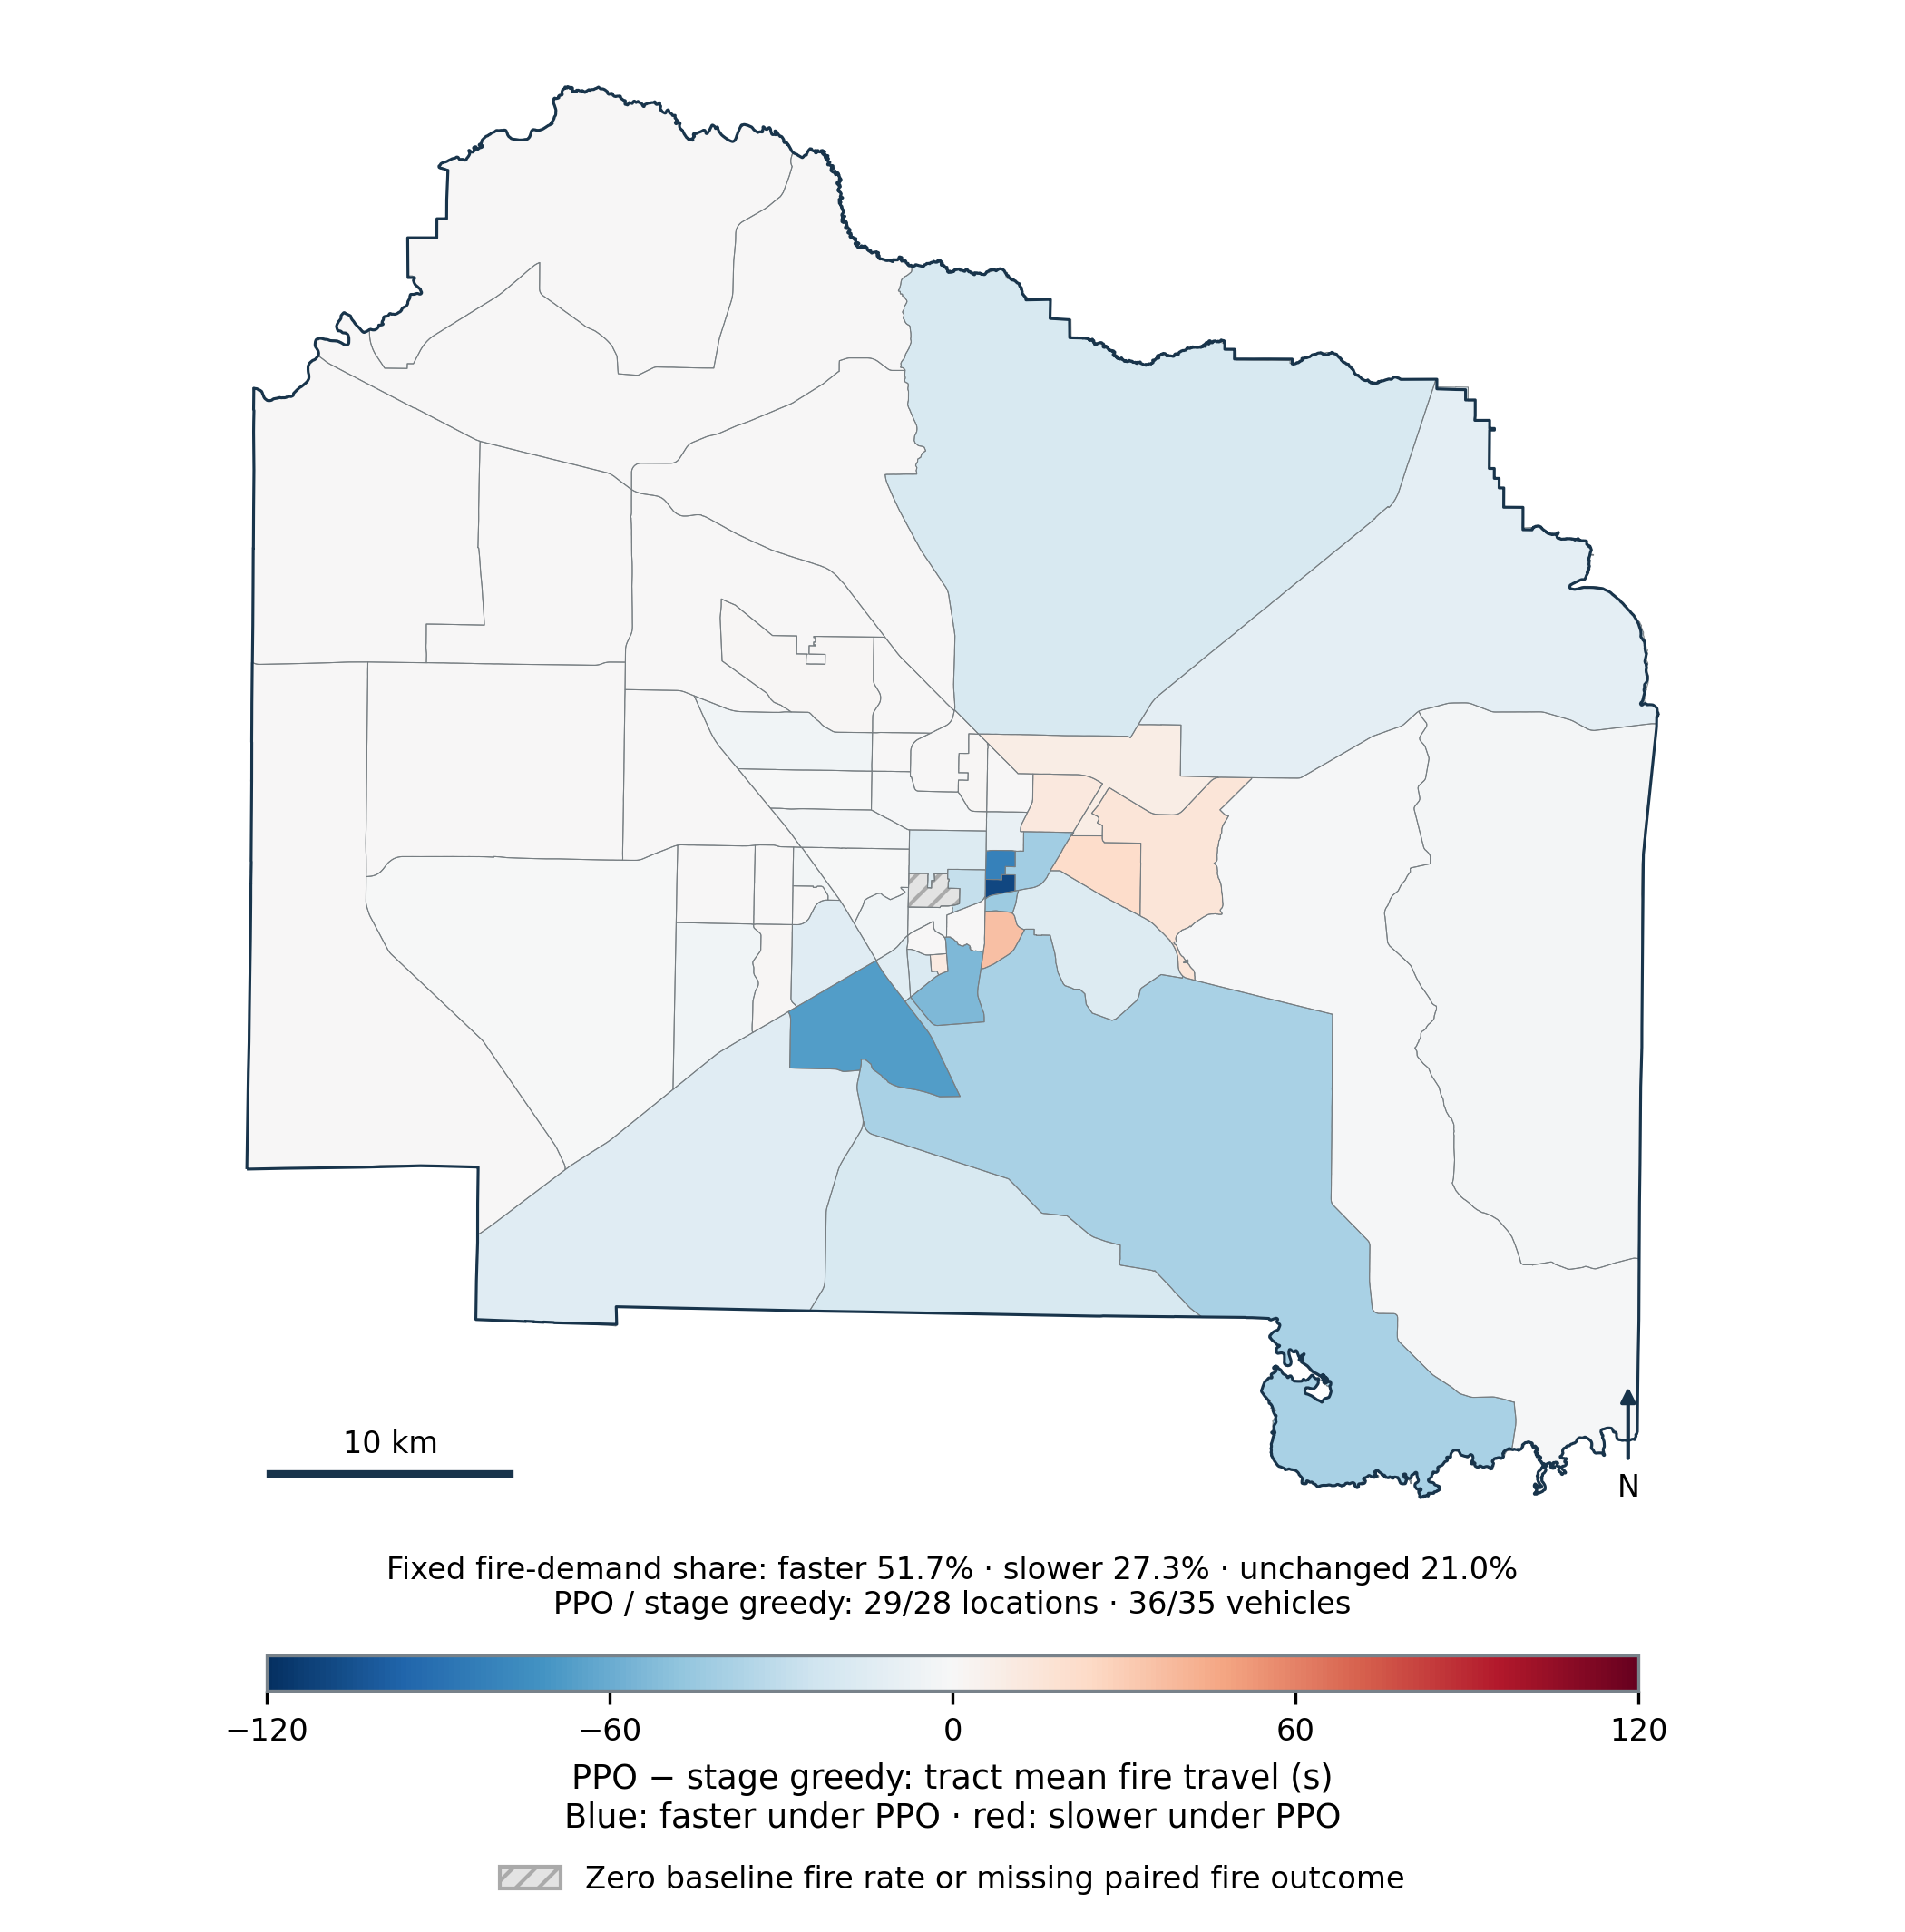 10 km
N
Fixed fire-demand share: faster 51.7% · slower 27.3% · unchanged 21.0%
PPO / stage greedy: 29/28 locations · 36/35 vehicles
−120 −60 0 60 120
PPO − stage greedy: tract mean fire travel (s)
Blue: faster under PPO · red: slower under PPO
Zero baseline fire rate or missing paired fire outcome